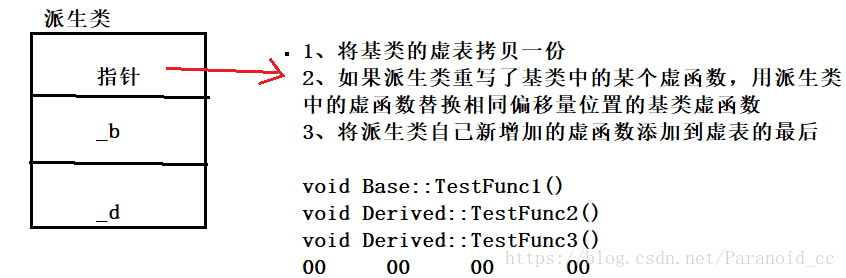 派生类
指针
_b
_d
1、将基类的虚表拷贝一份
2、如果派生类重写了基类中的某个虚函数，用派生类
中的虚函数替换相同偏移量位置的基类虚函数
3、将派生类自己新增加的虚函数添加到虚表的最后
void Base::TestFunc1()
void Derived::TestFunc2()
void Derived::TestFunc3()
00 00 00 00
https://blog.csdn.net/Paranoid_cc